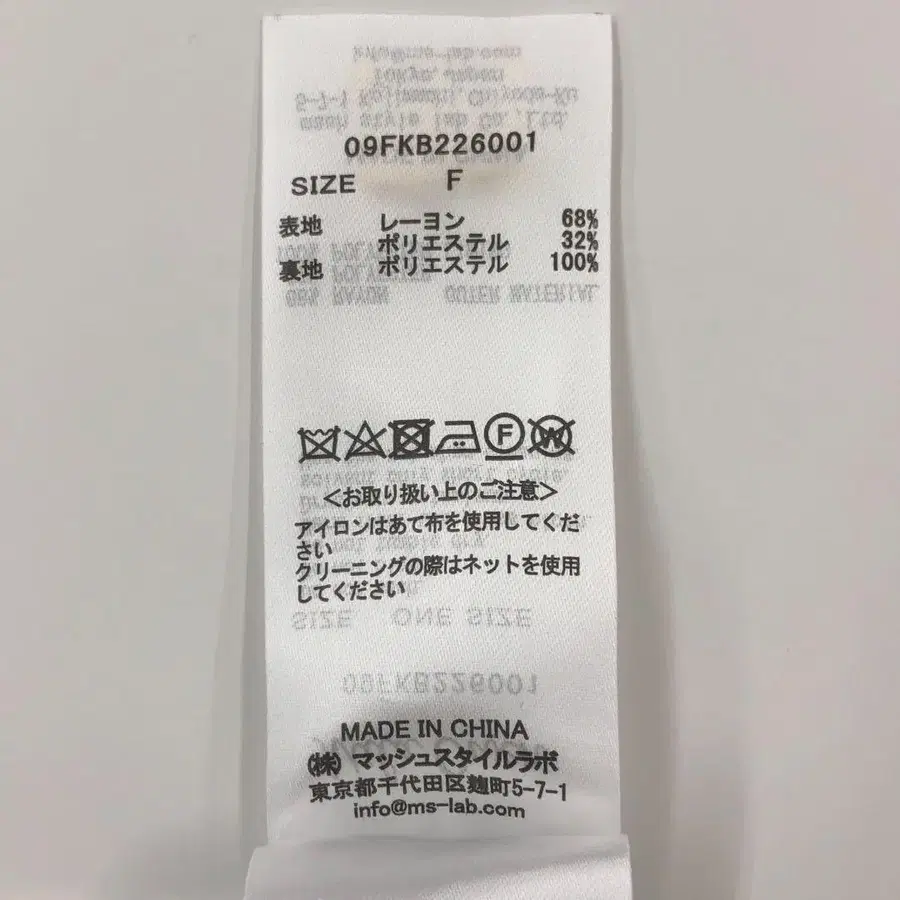 09FKB226001
SIZE F
表地 レーヨン 68%
ポリエステル 32%
裏地 ポリエステル 100%
F W
<お取り扱い上のご注意>
アイロンはあて布を使用してくだ
さい
クリーニングの際はネットを使用
してください
MADE IN CHINA
(株) マッシュスタイルラボ
東京都千代田区麹町5-7-1
info@ms-lab.com